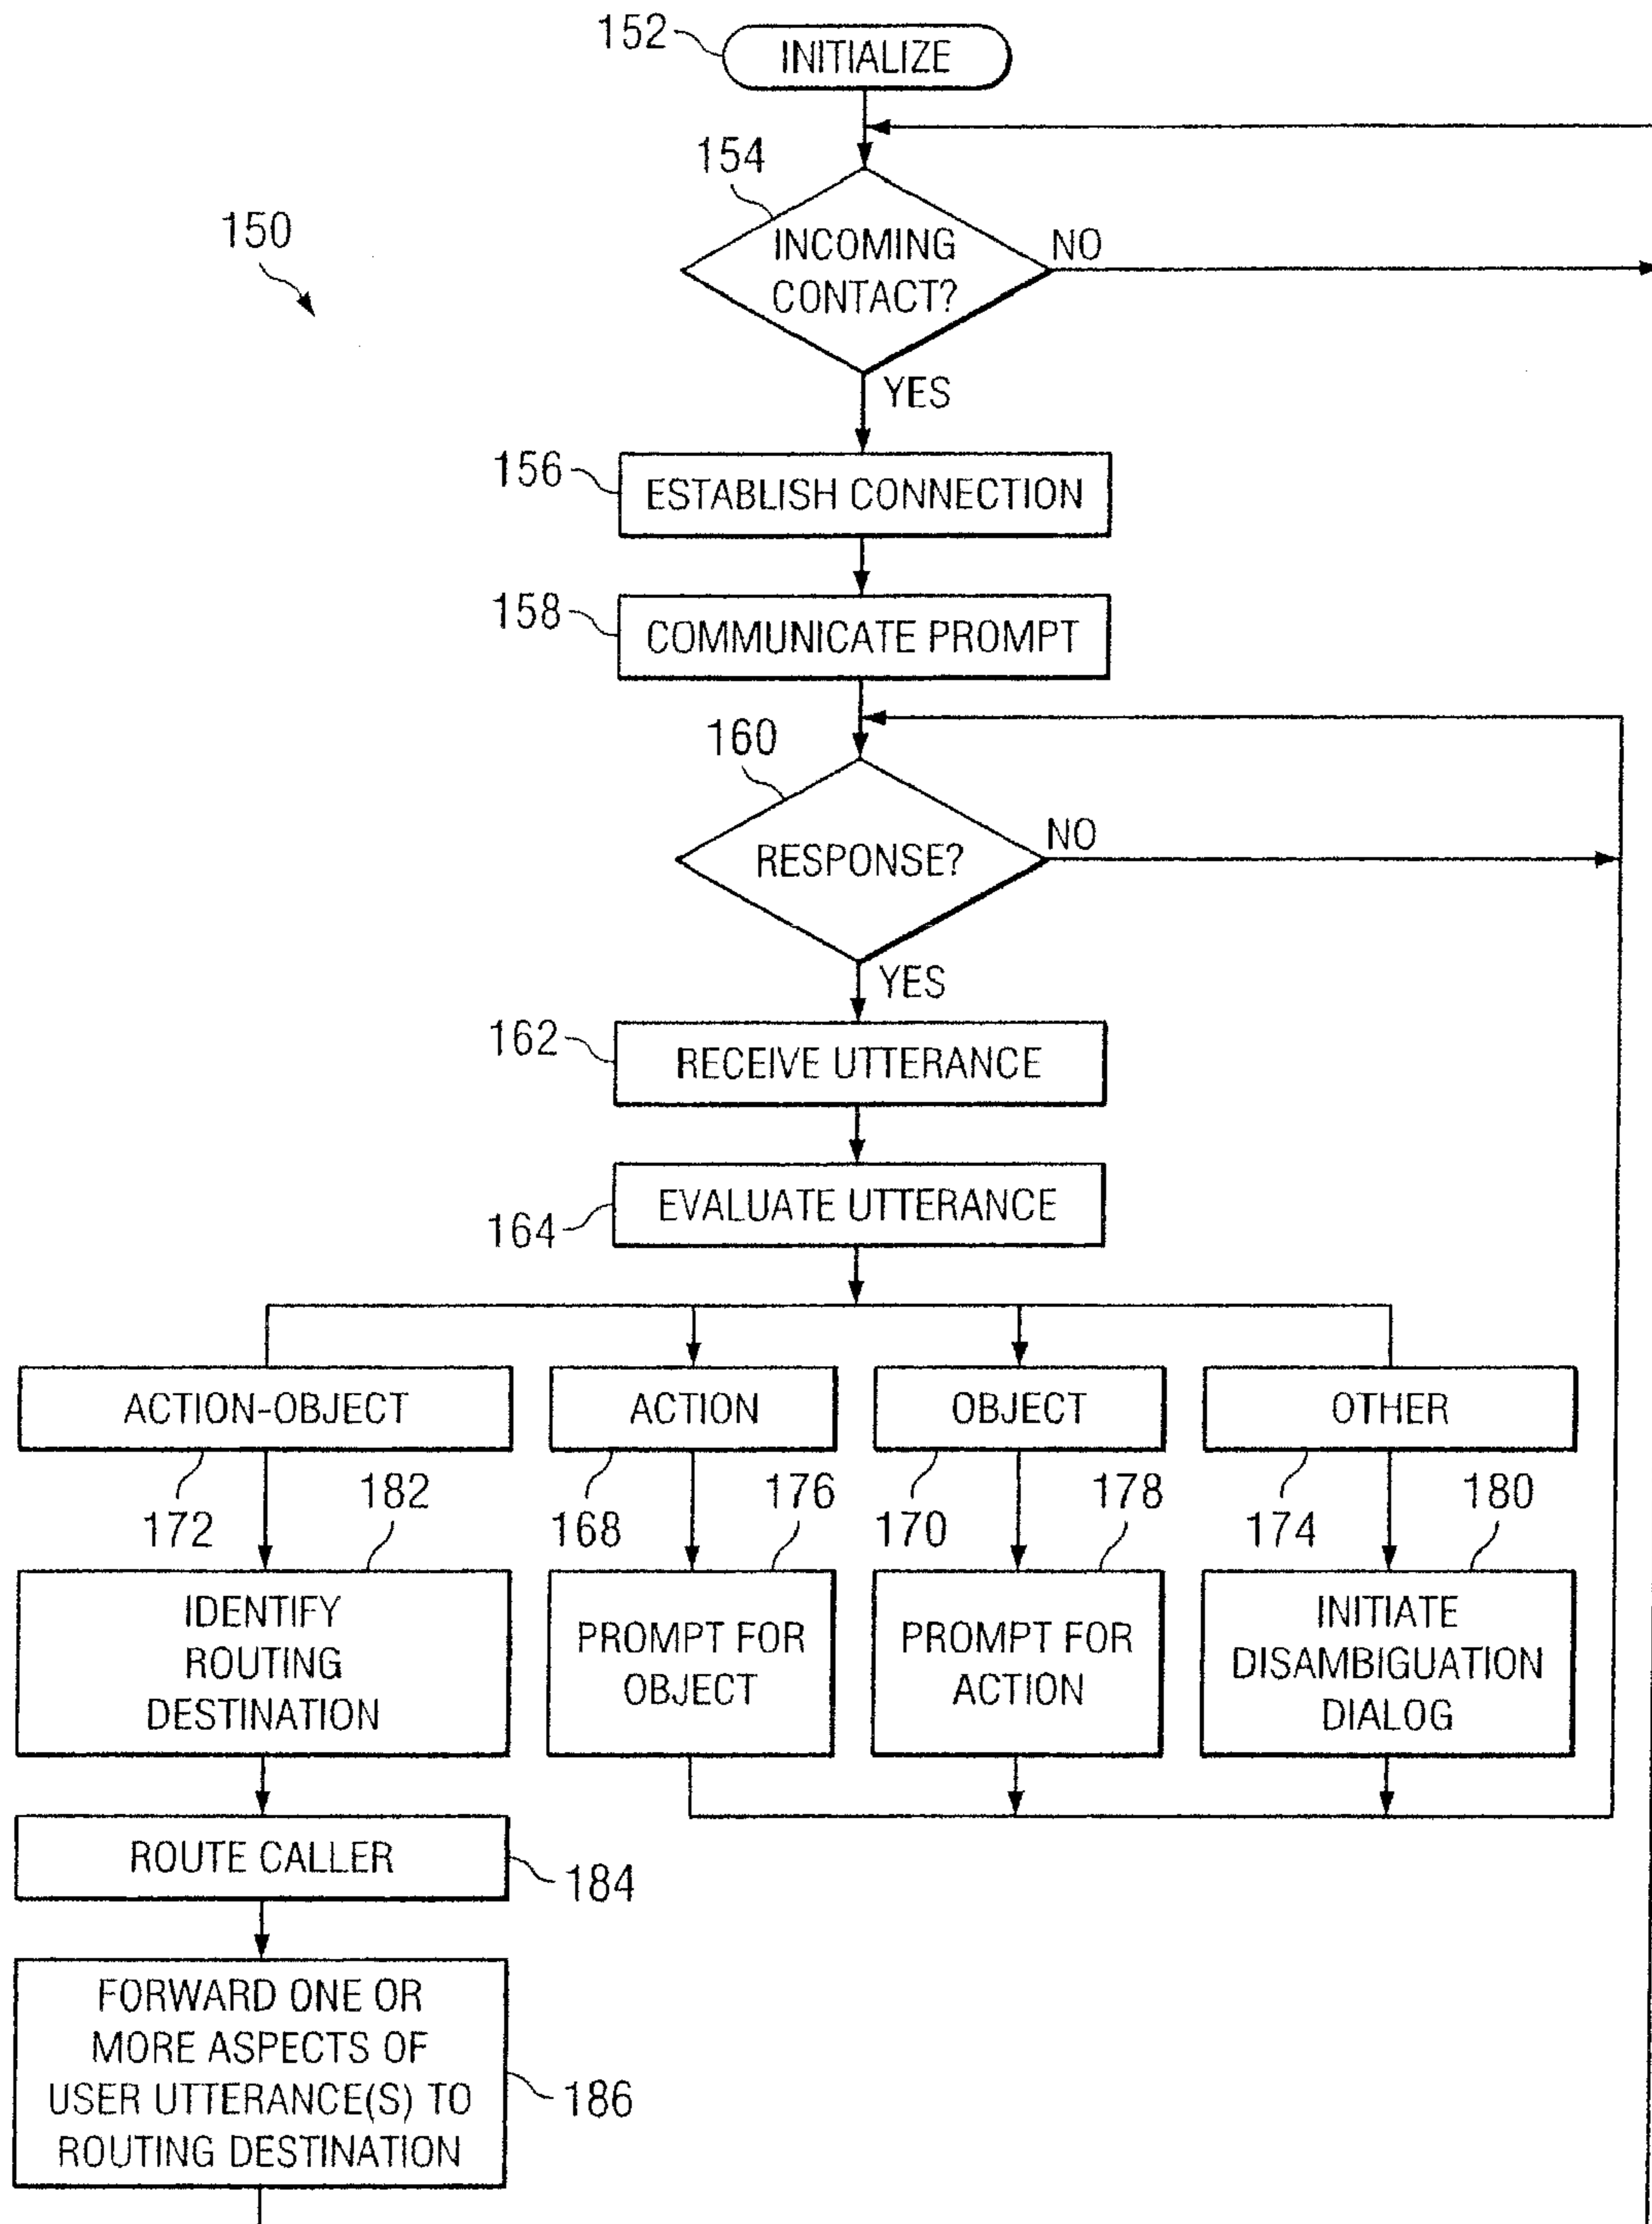 152
INITIALIZE
154
150
INCOMING
CONTACT?
NO
YES
156
ESTABLISH CONNECTION
158
COMMUNICATE PROMPT
160
RESPONSE?
NO
YES
162
RECEIVE UTTERANCE
164
EVALUATE UTTERANCE
ACTION-OBJECT
ACTION
OBJECT
OTHER
172
182
168
176
170
178
174
180
IDENTIFY
ROUTING
DESTINATION
PROMPT FOR
OBJECT
PROMPT FOR
ACTION
INITIATE
DISAMBIGUATION
DIALOG
ROUTE CALLER
184
FORWARD ONE OR
MORE ASPECTS OF
USER UTTERANCE(S) TO
ROUTING DESTINATION
186